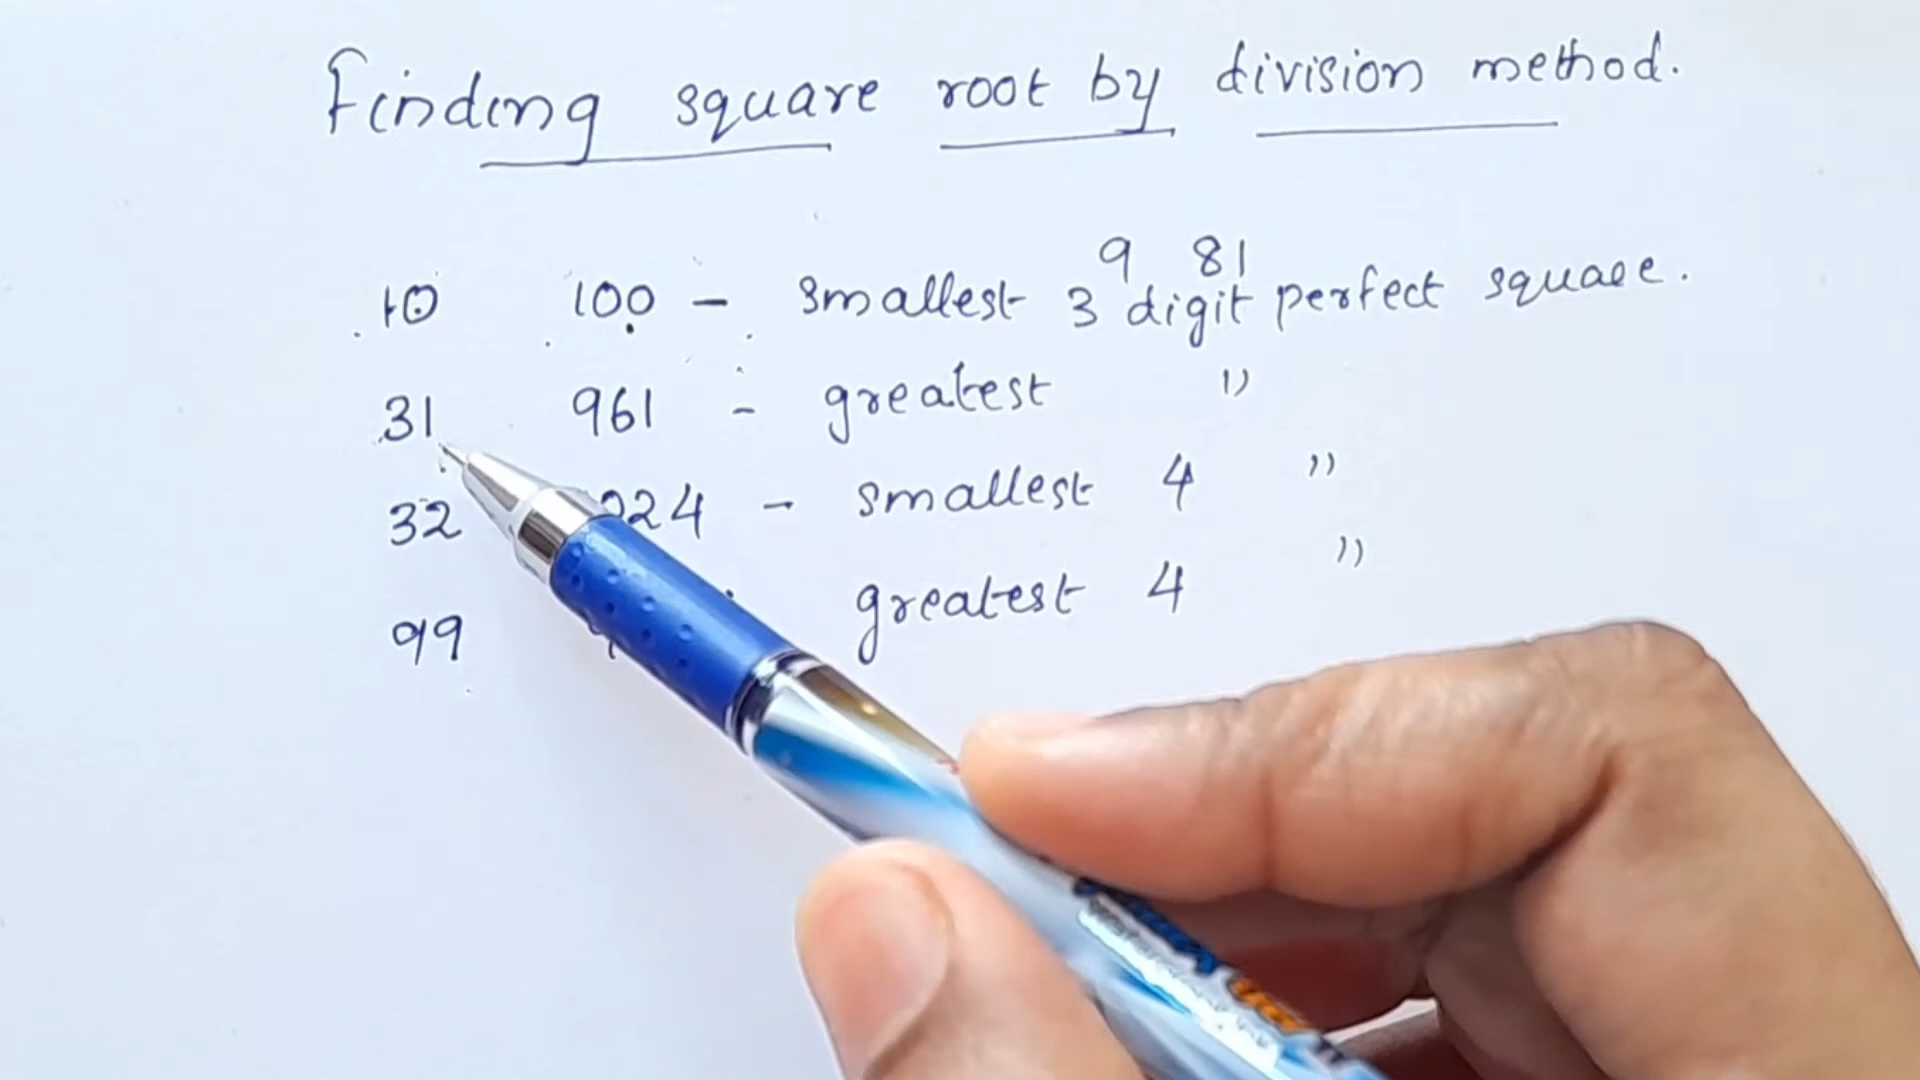 Finding square root by division method.
9 81
10 100 - smallest 3 digit perfect square.
31 961 - greatest "
32 024 - smallest 4 "
99 greatest 4 "